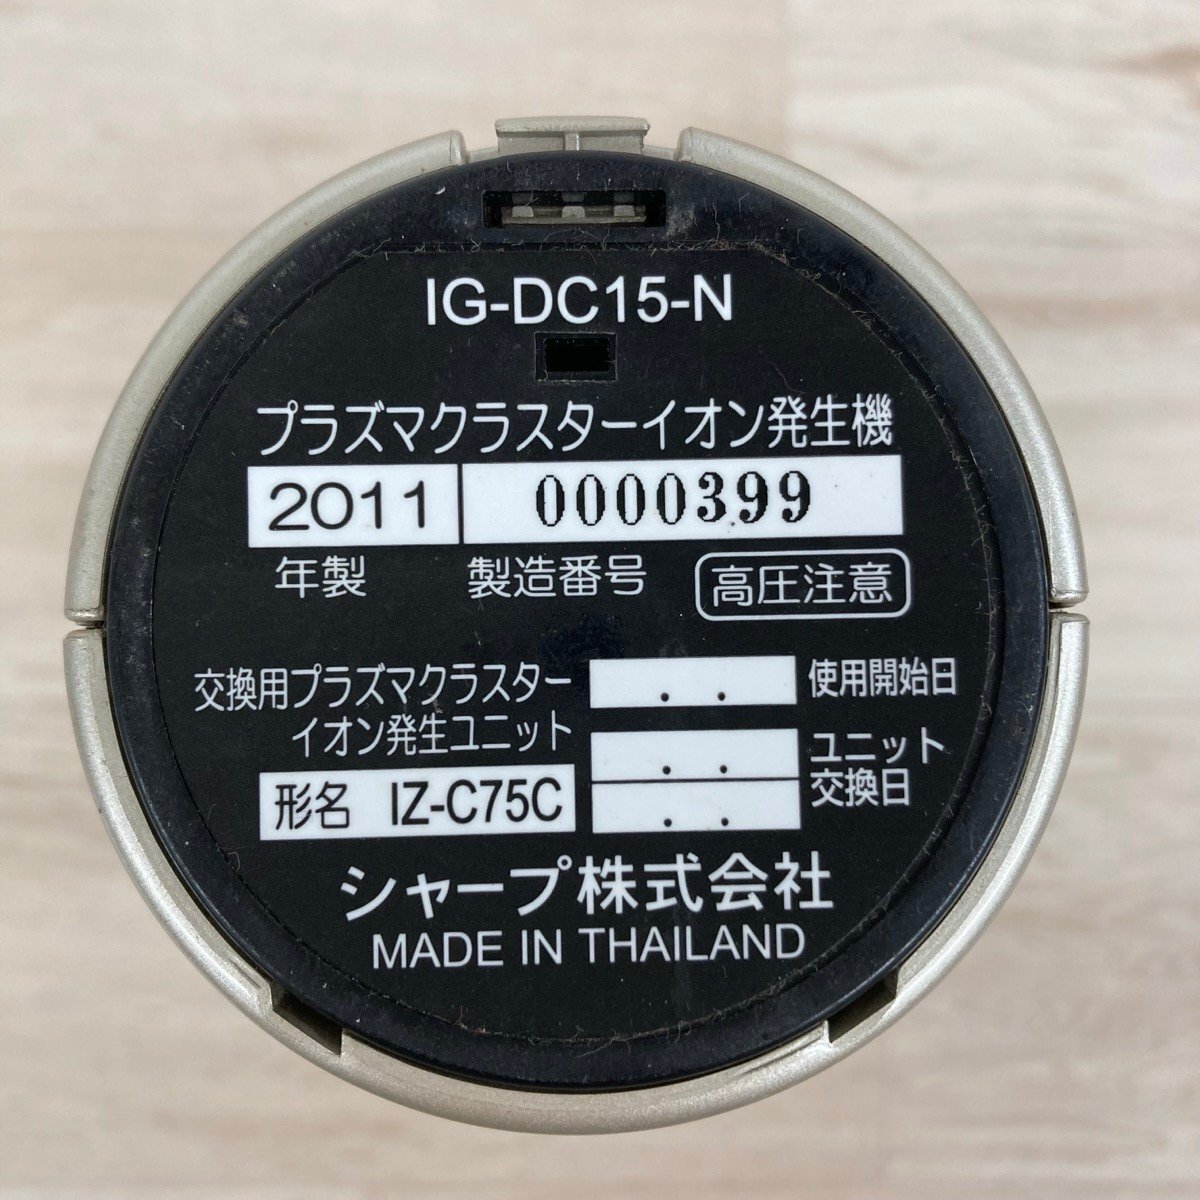 IG-DC15-N
プラズマクラスターイオン発生機
2011 0000399
年製 製造番号 高圧注意
交換用プラズマクラスター
イオン発生ユニット
形名 IZ-C75C
. . 使用開始日
. . ユニット
. . 交換日
シャープ株式会社
MADE IN THAILAND